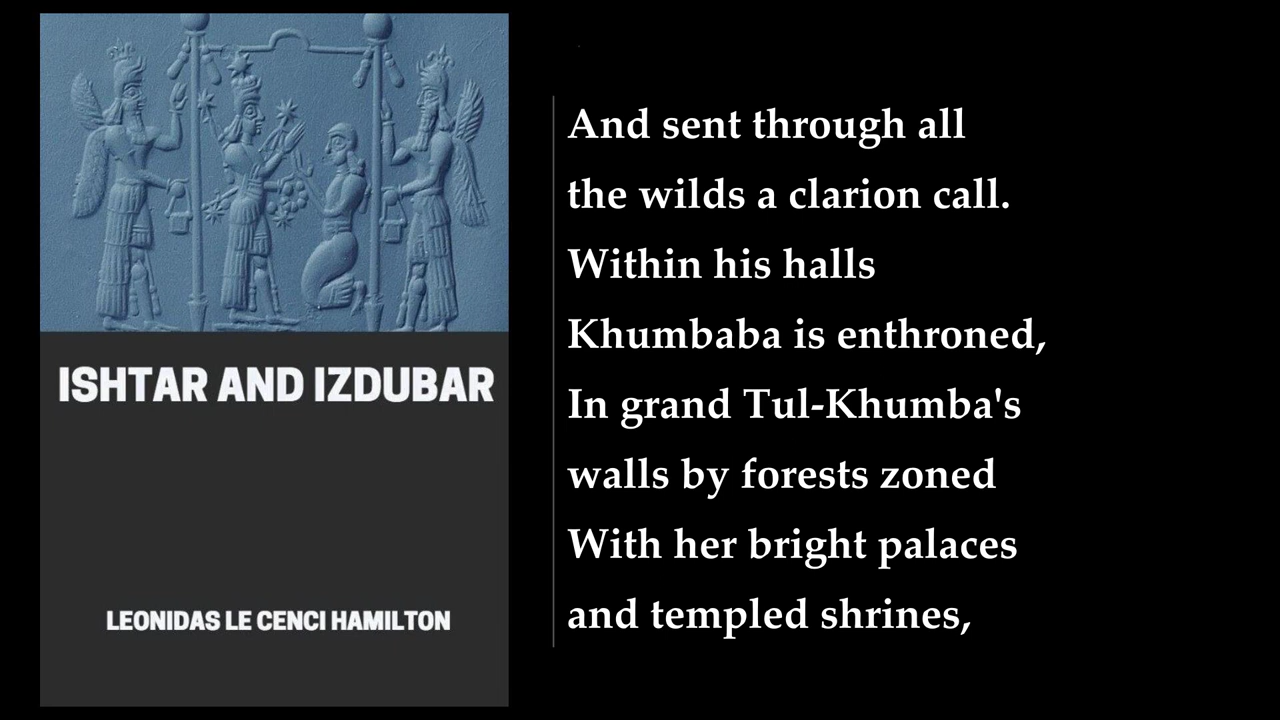 ISHTAR AND IZDUBAR
LEONIDAS LE CENCI HAMILTON
And sent through all
the wilds a clarion call.
Within his halls
Khumbaba is enthroned,
In grand Tul-Khumba's
walls by forests zoned
With her bright palaces
and templed shrines,